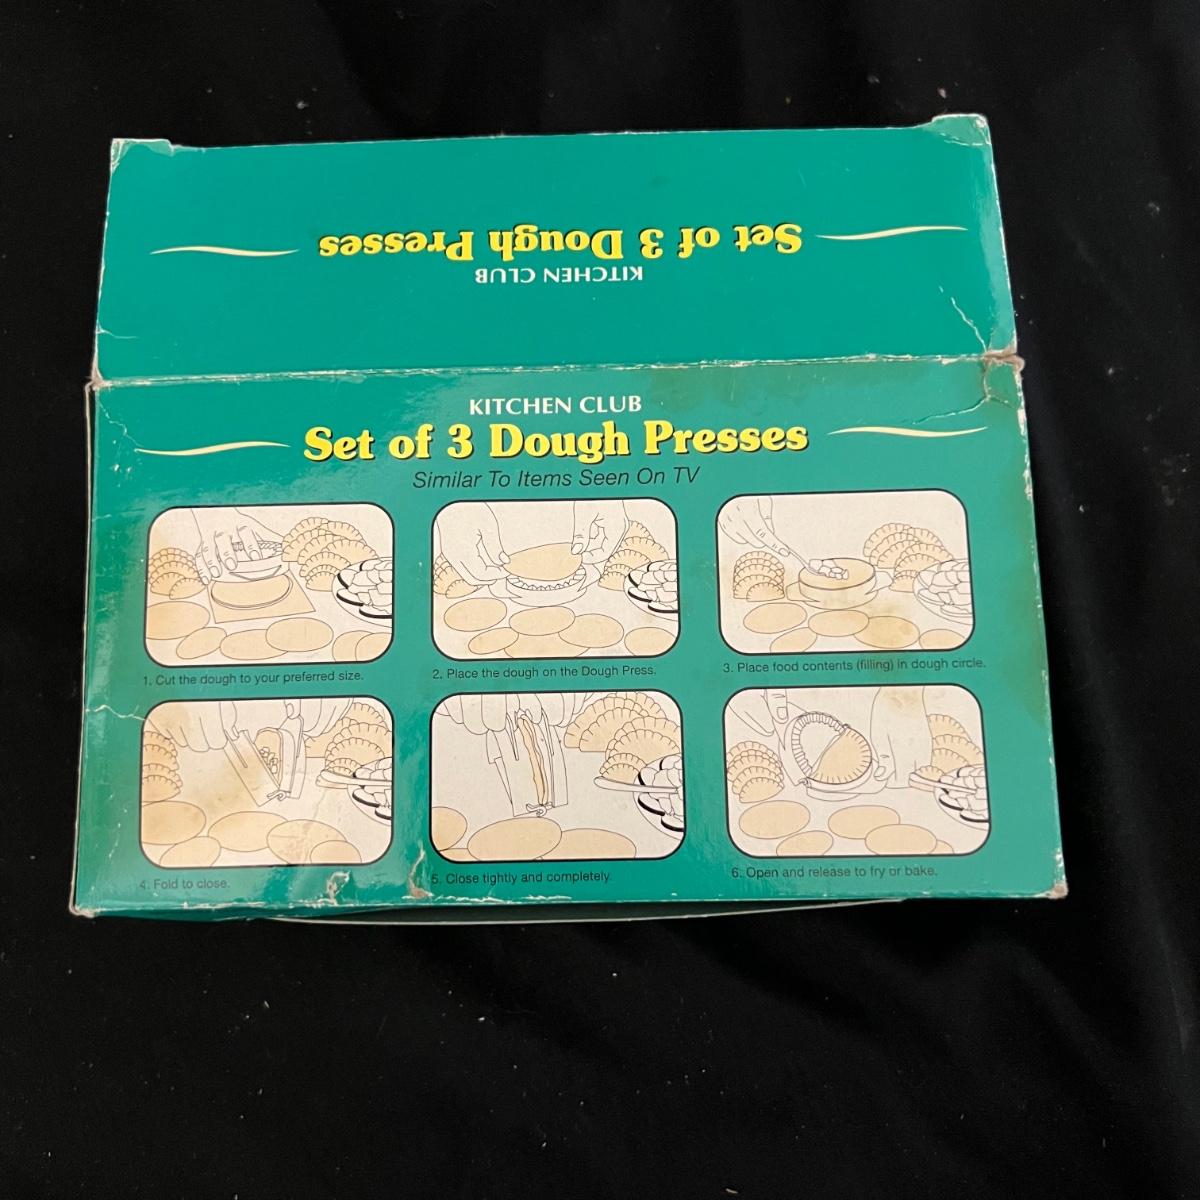 Set of 3 Dough Presses
KITCHEN CLUB
KITCHEN CLUB
Set of 3 Dough Presses
Similar To Items Seen On TV
1. Cut the dough to your preferred size.
2. Place the dough on the Dough Press.
3. Place food contents (filling) in dough circle.
4. Fold to close.
5. Close tightly and completely.
6. Open and release to fry or bake.